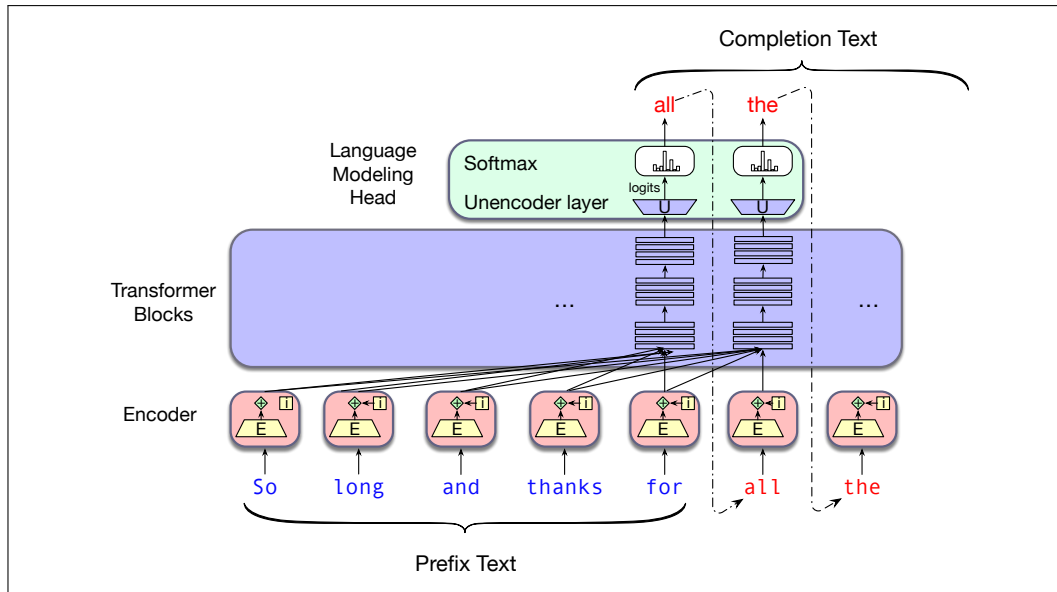 Completion Text
all the
Language
Modeling
Head
Softmax
logits
Unencoder layer
U U
Transformer
Blocks
... ...
Encoder
i i i i i i i
E E E E E E E
So long and thanks for all the
Prefix Text